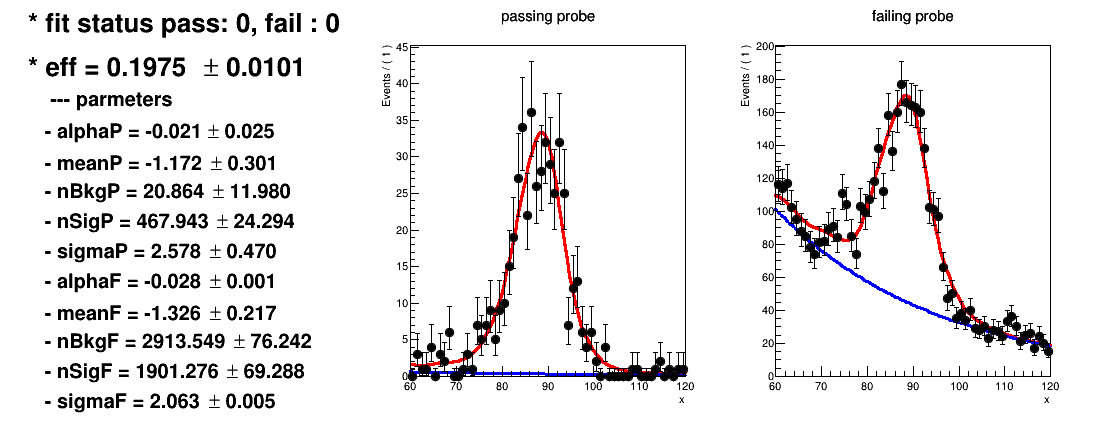 * fit status pass: 0, fail : 0
* eff = 0.1975 ± 0.0101
--- parmeters
- alphaP = -0.021 ± 0.025
- meanP = -1.172 ± 0.301
- nBkgP = 20.864 ± 11.980
- nSigP = 467.943 ± 24.294
- sigmaP = 2.578 ± 0.470
- alphaF = -0.028 ± 0.001
- meanF = -1.326 ± 0.217
- nBkgF = 2913.549 ± 76.242
- nSigF = 1901.276 ± 69.288
- sigmaF = 2.063 ± 0.005
passing probe
Events / ( 1 )
45
40
35
30
25
20
15
10
5
0
60 70 80 90 100 110 120
x
failing probe
Events / ( 1 )
200
180
160
140
120
100
80
60
40
20
0
60 70 80 90 100 110 120
x